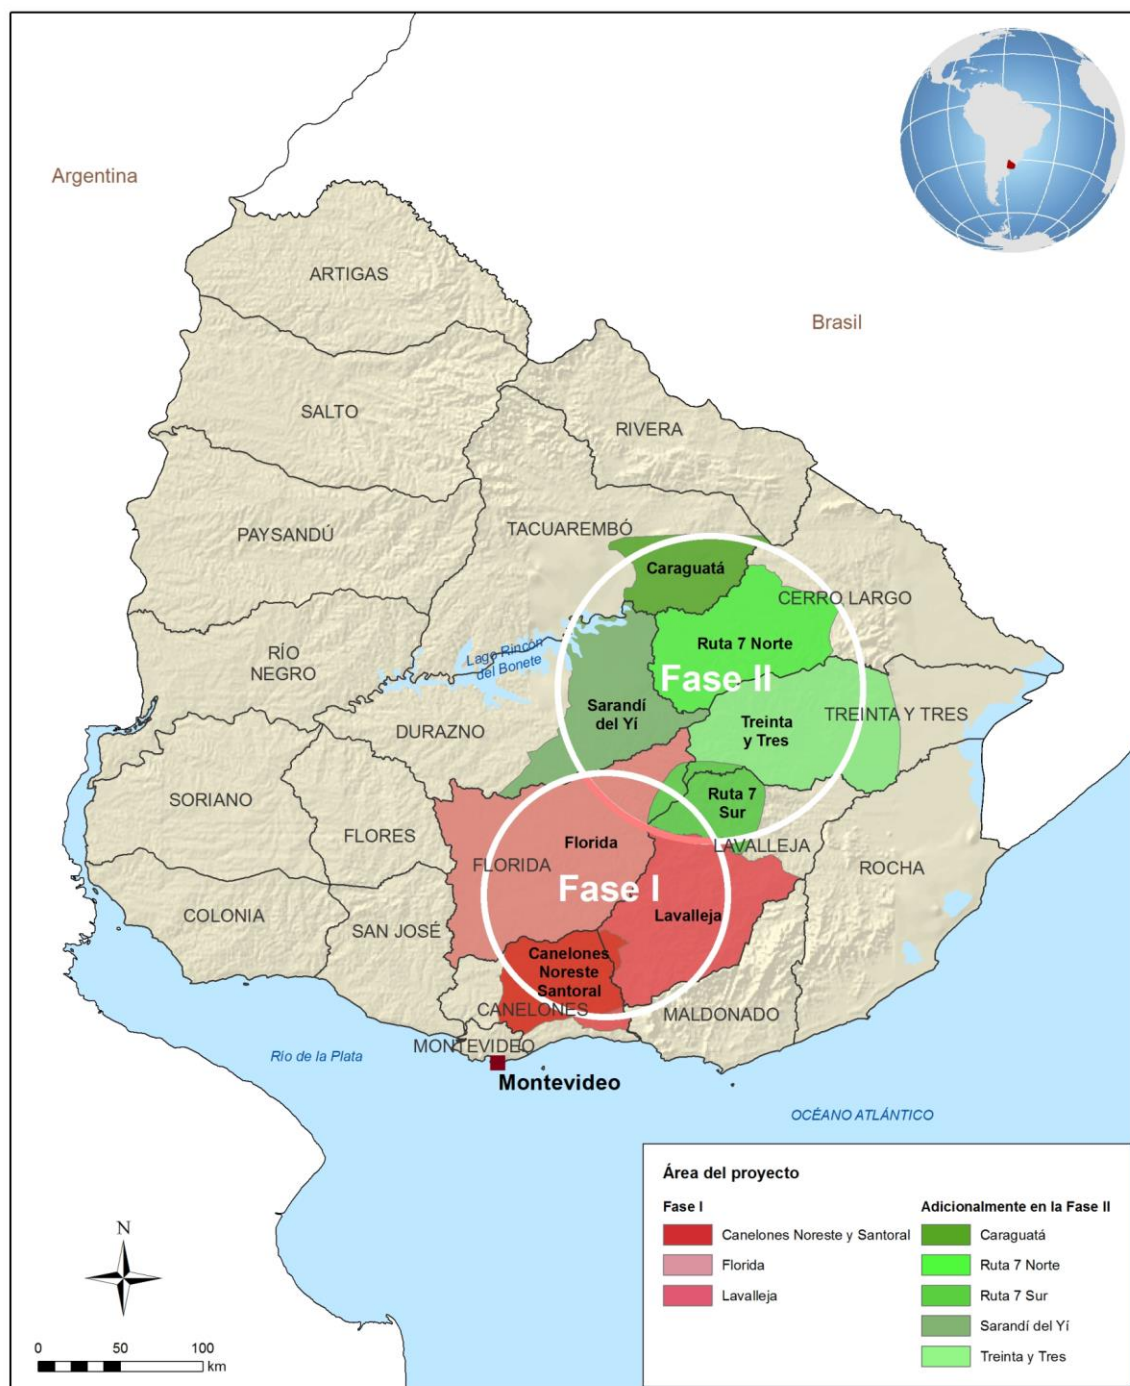 Argentina
Brasil
ARTIGAS
SALTO
RIVERA
PAYSANDÚ
TACUAREMBÓ
Caraguatá
CERRO LARGO
Ruta 7 Norte
RÍO
NEGRO
Lago Rincón
del Bonete
Fase II
Sarandí
del Yí
Treinta
y Tres
TREINTA Y TRES
DURAZNO
SORIANO
Ruta 7
Sur
FLORES
Florida
LAVALLEJA
FLORIDA
ROCHA
Fase I
COLONIA
SAN JOSÉ
Lavalleja
Canelones
Noreste
Santoral
CANELONES
MALDONADO
MONTEVIDEO
Río de la Plata
Montevideo
OCÉANO ATLÁNTICO
Área del proyecto
Fase I
Canelones Noreste y Santoral
Florida
Lavalleja
Adicionalmente en la Fase II
Caraguatá
Ruta 7 Norte
Ruta 7 Sur
Sarandí del Yí
Treinta y Tres
N
0 50 100
km